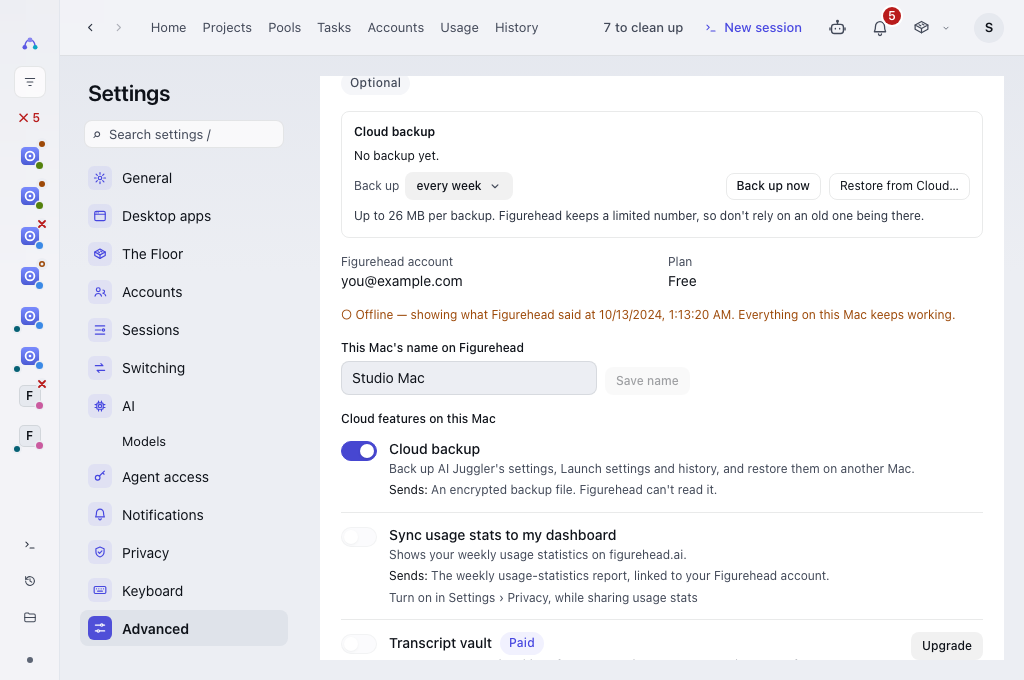 Home Projects Pools Tasks Accounts Usage History 7 to clean up New session 5 S
5
F
F
Settings
Search settings /
General
Desktop apps
The Floor
Accounts
Sessions
Switching
AI
Models
Agent access
Notifications
Privacy
Keyboard
Advanced
Optional
Cloud backup
No backup yet.
Back up every week Back up now Restore from Cloud...
Up to 26 MB per backup. Figurehead keeps a limited number, so don't rely on an old one being there.
Figurehead account Plan
you@example.com Free
Offline — showing what Figurehead said at 10/13/2024, 1:13:20 AM. Everything on this Mac keeps working.
This Mac's name on Figurehead
Studio Mac Save name
Cloud features on this Mac
Cloud backup
Back up AI Juggler's settings, Launch settings and history, and restore them on another Mac.
Sends: An encrypted backup file. Figurehead can't read it.
Sync usage stats to my dashboard
Shows your weekly usage statistics on figurehead.ai.
Sends: The weekly usage-statistics report, linked to your Figurehead account.
Turn on in Settings › Privacy, while sharing usage stats
Transcript vault Paid Upgrade